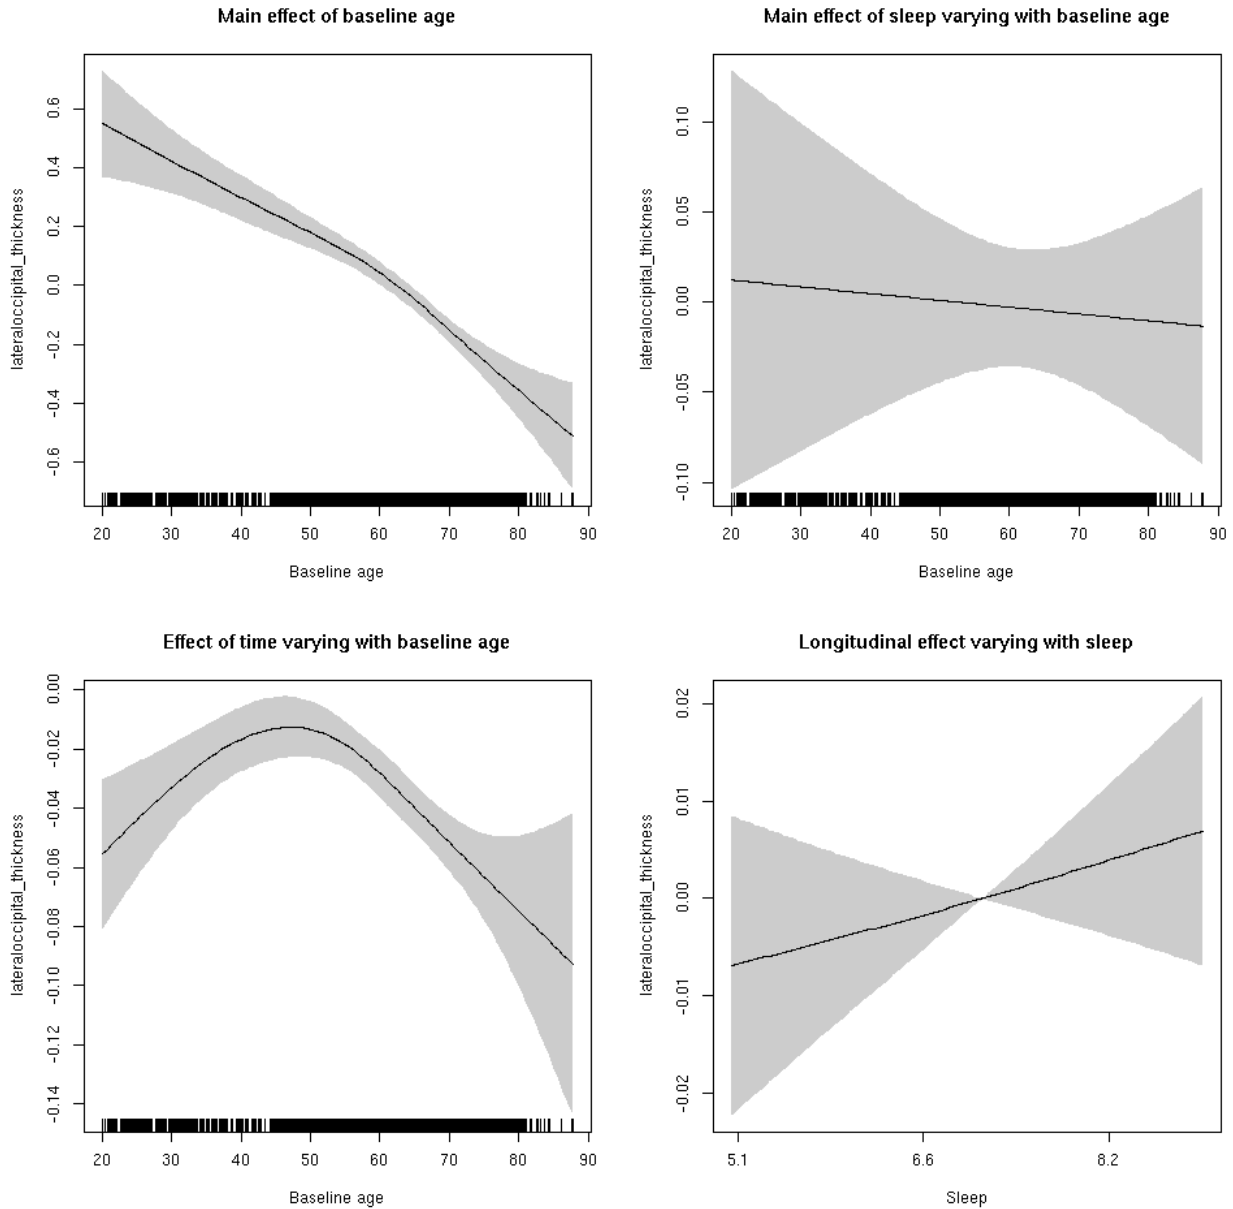 Main effect of baseline age
lateraloccipital_thickness
0.6
0.4
0.2
0.0
-0.2
-0.4
-0.6
20 30 40 50 60 70 80 90
Baseline age
Main effect of sleep varying with baseline age
lateraloccipital_thickness
0.10
0.05
0.00
-0.05
-0.10
20 30 40 50 60 70 80 90
Baseline age
Effect of time varying with baseline age
lateraloccipital_thickness
0.00
-0.02
-0.04
-0.06
-0.08
-0.10
-0.12
-0.14
20 30 40 50 60 70 80 90
Baseline age
Longitudinal effect varying with sleep
lateraloccipital_thickness
0.02
0.01
0.00
-0.01
-0.02
5.1 6.6 8.2
Sleep